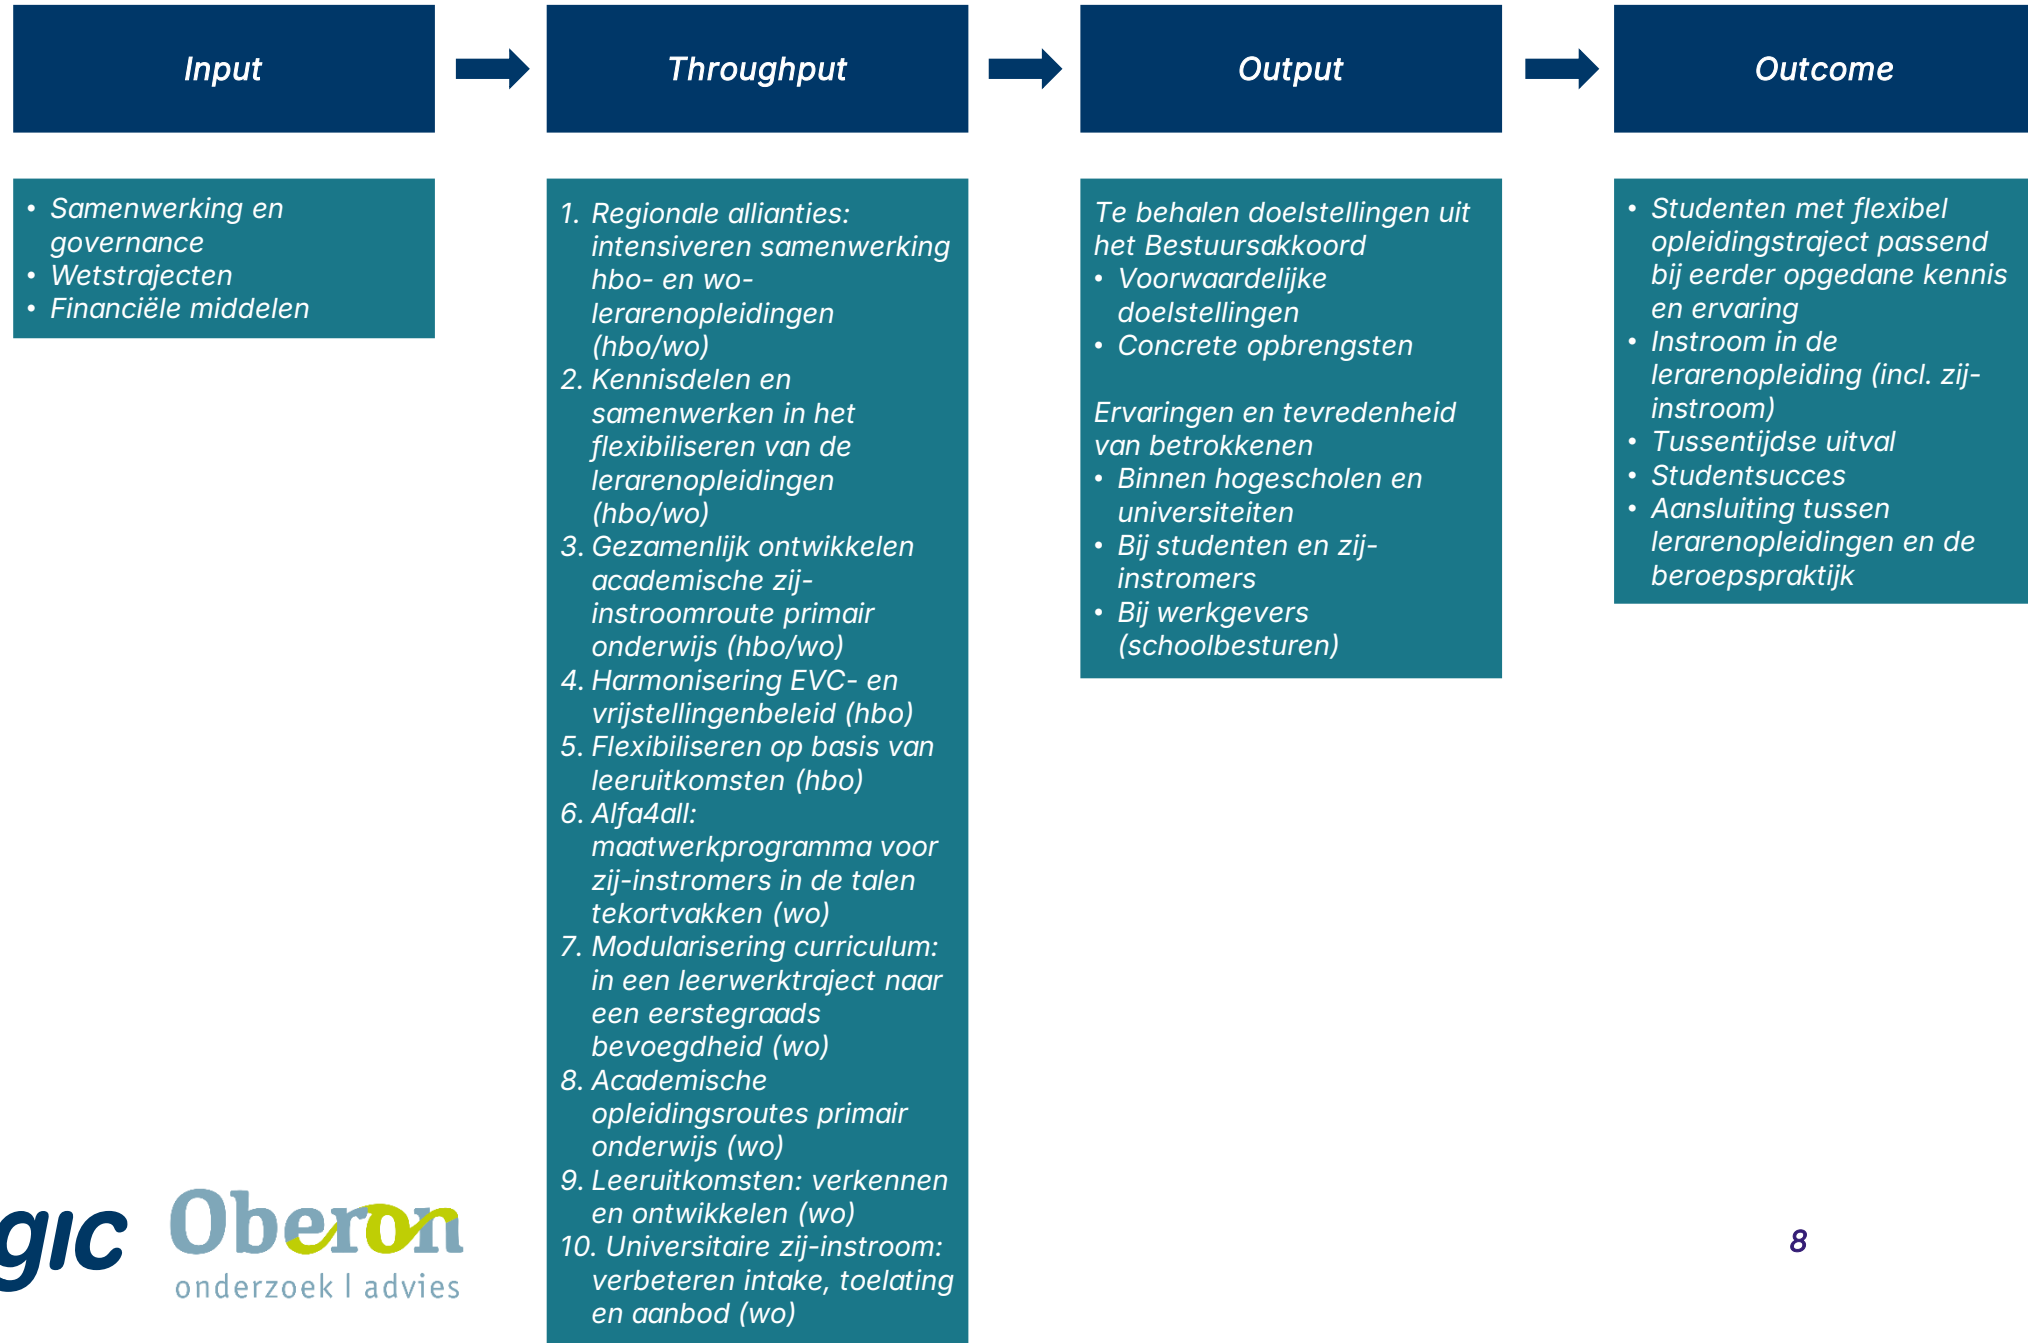 Input
Throughput
Output
Outcome
• Samenwerking en
governance
• Wetstrajecten
• Financiële middelen
1. Regionale allianties:
intensiveren samenwerking
hbo- en wo-
lerarenopleidingen
(hbo/wo)
2. Kennisdelen en
samenwerken in het
flexibiliseren van de
lerarenopleidingen
(hbo/wo)
3. Gezamenlijk ontwikkelen
academische zij-
instroomroute primair
onderwijs (hbo/wo)
4. Harmonisering EVC- en
vrijstellingenbeleid (hbo)
5. Flexibiliseren op basis van
leeruitkomsten (hbo)
6. Alfa4all:
maatwerkprogramma voor
zij-instromers in de talen
tekortvakken (wo)
7. Modularisering curriculum:
in een leerwerktraject naar
een eerstegraads
bevoegdheid (wo)
8. Academische
opleidingsroutes primair
onderwijs (wo)
9. Leeruitkomsten: verkennen
en ontwikkelen (wo)
10. Universitaire zij-instroom:
verbeteren intake, toelating
en aanbod (wo)
Te behalen doelstellingen uit
het Bestuursakkoord
• Voorwaardelijke
doelstellingen
• Concrete opbrengsten
Ervaringen en tevredenheid
van betrokkenen
• Binnen hogescholen en
universiteiten
• Bij studenten en zij-
instromers
• Bij werkgevers
(schoolbesturen)
• Studenten met flexibel
opleidingstraject passend
bij eerder opgedane kennis
en ervaring
• Instroom in de
lerarenopleiding (incl. zij-
instroom)
• Tussentijdse uitval
• Studentsucces
• Aansluiting tussen
lerarenopleidingen en de
beroepspraktijk
gic
Oberon
onderzoek | advies
8